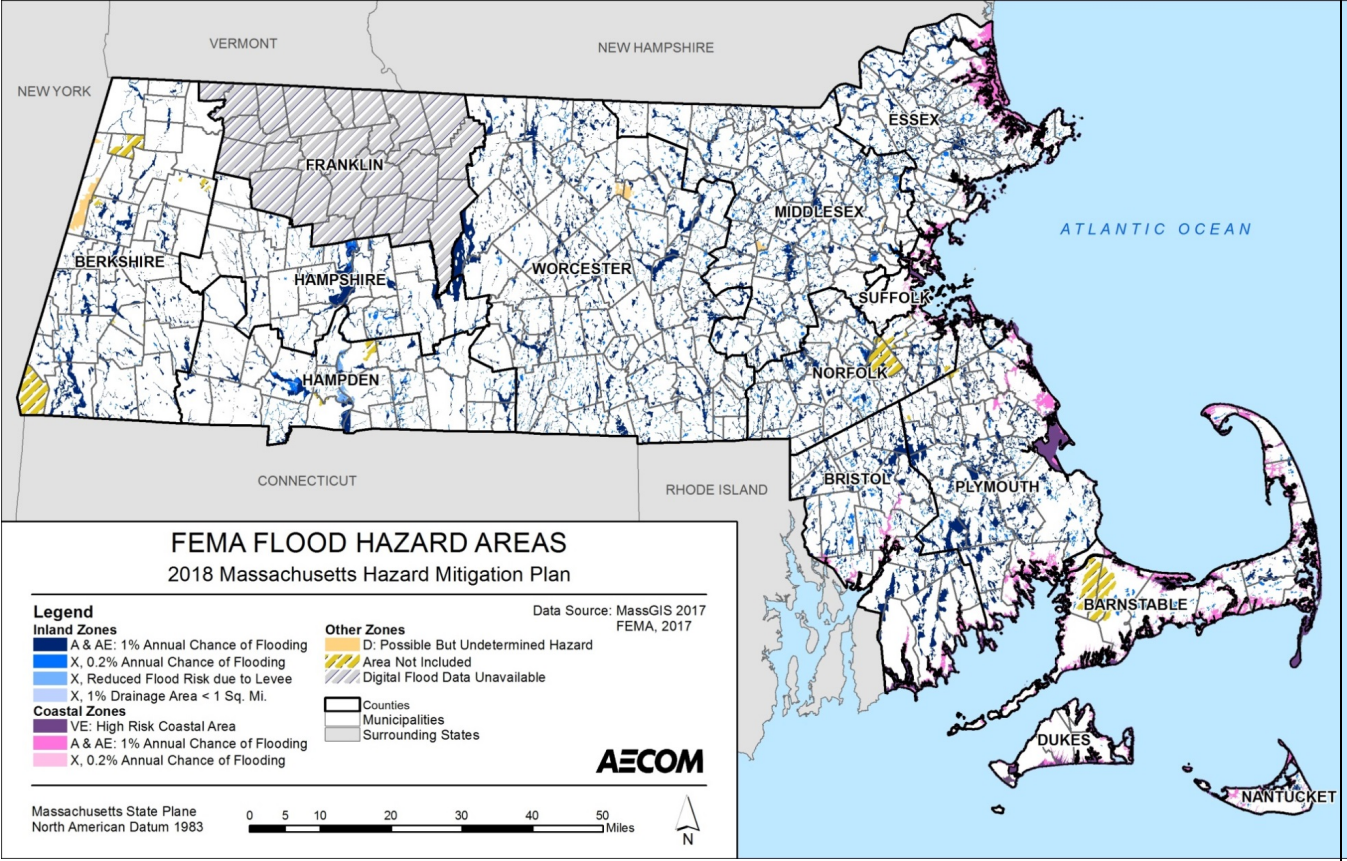 VERMONT
NEW HAMPSHIRE
NEW YORK
ESSEX
FRANKLIN
MIDDLESEX
ATLANTIC OCEAN
BERKSHIRE
WORCESTER
HAMPSHIRE
SUFFOLK
NORFOLK
HAMPDEN
CONNECTICUT
RHODE ISLAND
BRISTOL
PLYMOUTH
BARNSTABLE
DUKES
NANTUCKET
FEMA FLOOD HAZARD AREAS
2018 Massachusetts Hazard Mitigation Plan
Legend
Data Source: MassGIS 2017
FEMA, 2017
Inland Zones
A & AE: 1% Annual Chance of Flooding
X, 0.2% Annual Chance of Flooding
X, Reduced Flood Risk due to Levee
X, 1% Drainage Area < 1 Sq. Mi.
Coastal Zones
VE: High Risk Coastal Area
A & AE: 1% Annual Chance of Flooding
X, 0.2% Annual Chance of Flooding
Other Zones
D: Possible But Undetermined Hazard
Area Not Included
Digital Flood Data Unavailable
Counties
Municipalities
Surrounding States
AECOM
Massachusetts State Plane
North American Datum 1983
0 5 10 20 30 40 50
Miles
N